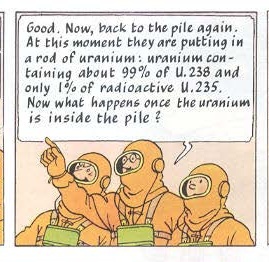 Good. Now, back to the pile again.
At this moment they are putting in
a rod of uranium: uranium con-
taining about 99% of U.238 and
only 1% of radioactive U.235.
Now what happens once the uranium
is inside the pile?